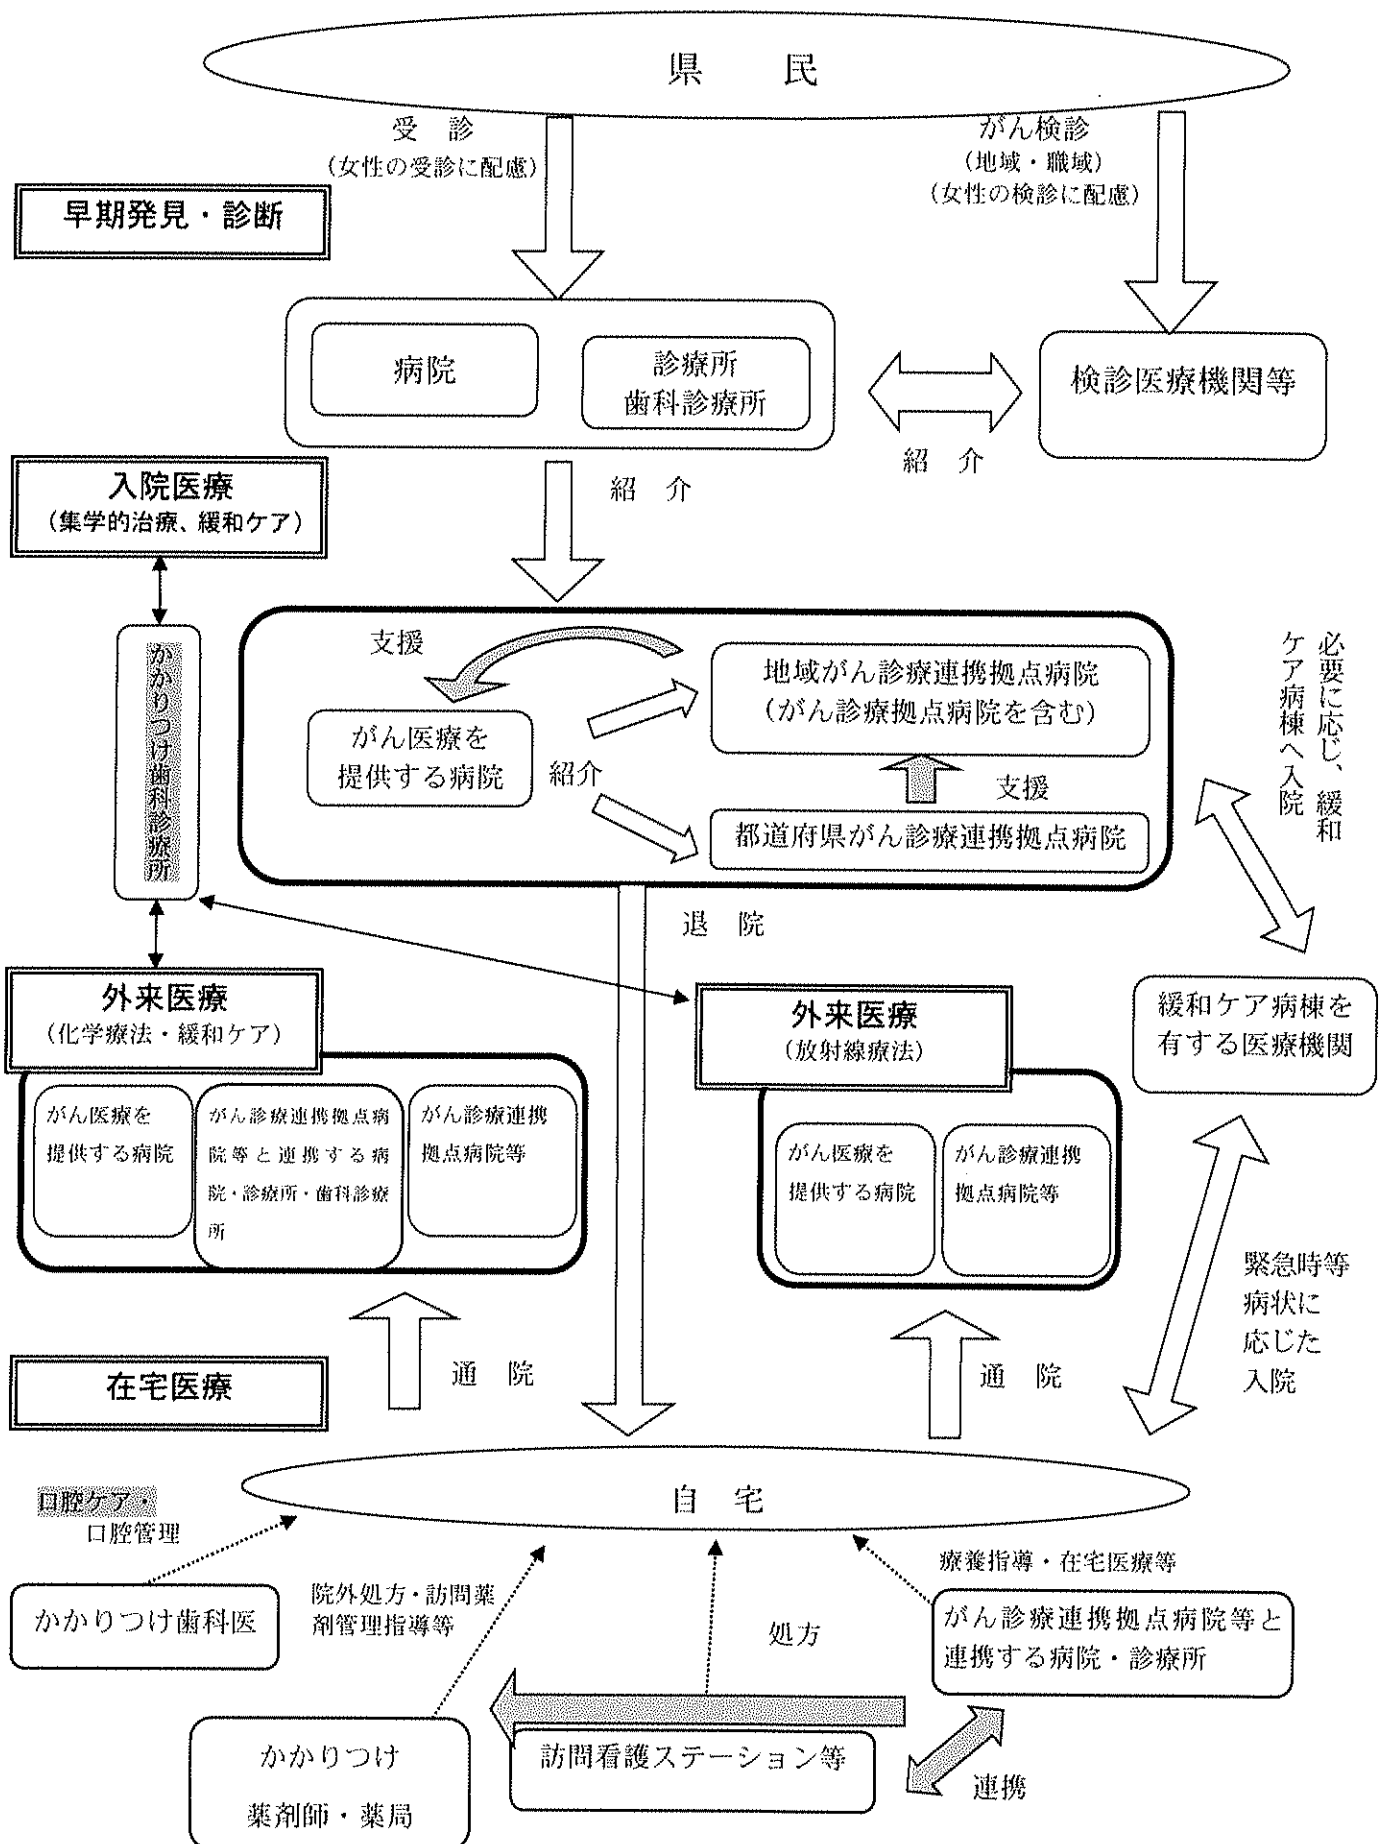 県　　民
受　診
(女性の受診に配慮)
がん検診
(地域・職域)
(女性の検診に配慮)
早期発見・診断
病院
診療所
歯科診療所
検診医療機関等
紹　介
入院医療
(集学的治療、緩和ケア)
紹　介
かかりつけ歯科診療所
支援
地域がん診療連携拠点病院
(がん診療拠点病院を含む)
がん医療を
提供する病院
紹介
支援
都道府県がん診療連携拠点病院
必要に応じ、緩和
ケア病棟へ入院
退　院
外来医療
(化学療法・緩和ケア)
外来医療
(放射線療法)
緩和ケア病棟を
有する医療機関
がん医療を
提供する病院
がん診療連携拠点病
院等と連携する病
院・診療所・歯科診療
所
がん診療連携
拠点病院等
がん医療を
提供する病院
がん診療連携
拠点病院等
緊急時等
病状に
応じた
入院
通　院
通　院
在宅医療
自　宅
口腔ケア・
口腔管理
かかりつけ歯科医
院外処方・訪問薬
剤管理指導等
処方
療養指導・在宅医療等
がん診療連携拠点病院等と
連携する病院・診療所
かかりつけ
薬剤師・薬局
訪問看護ステーション等
連携